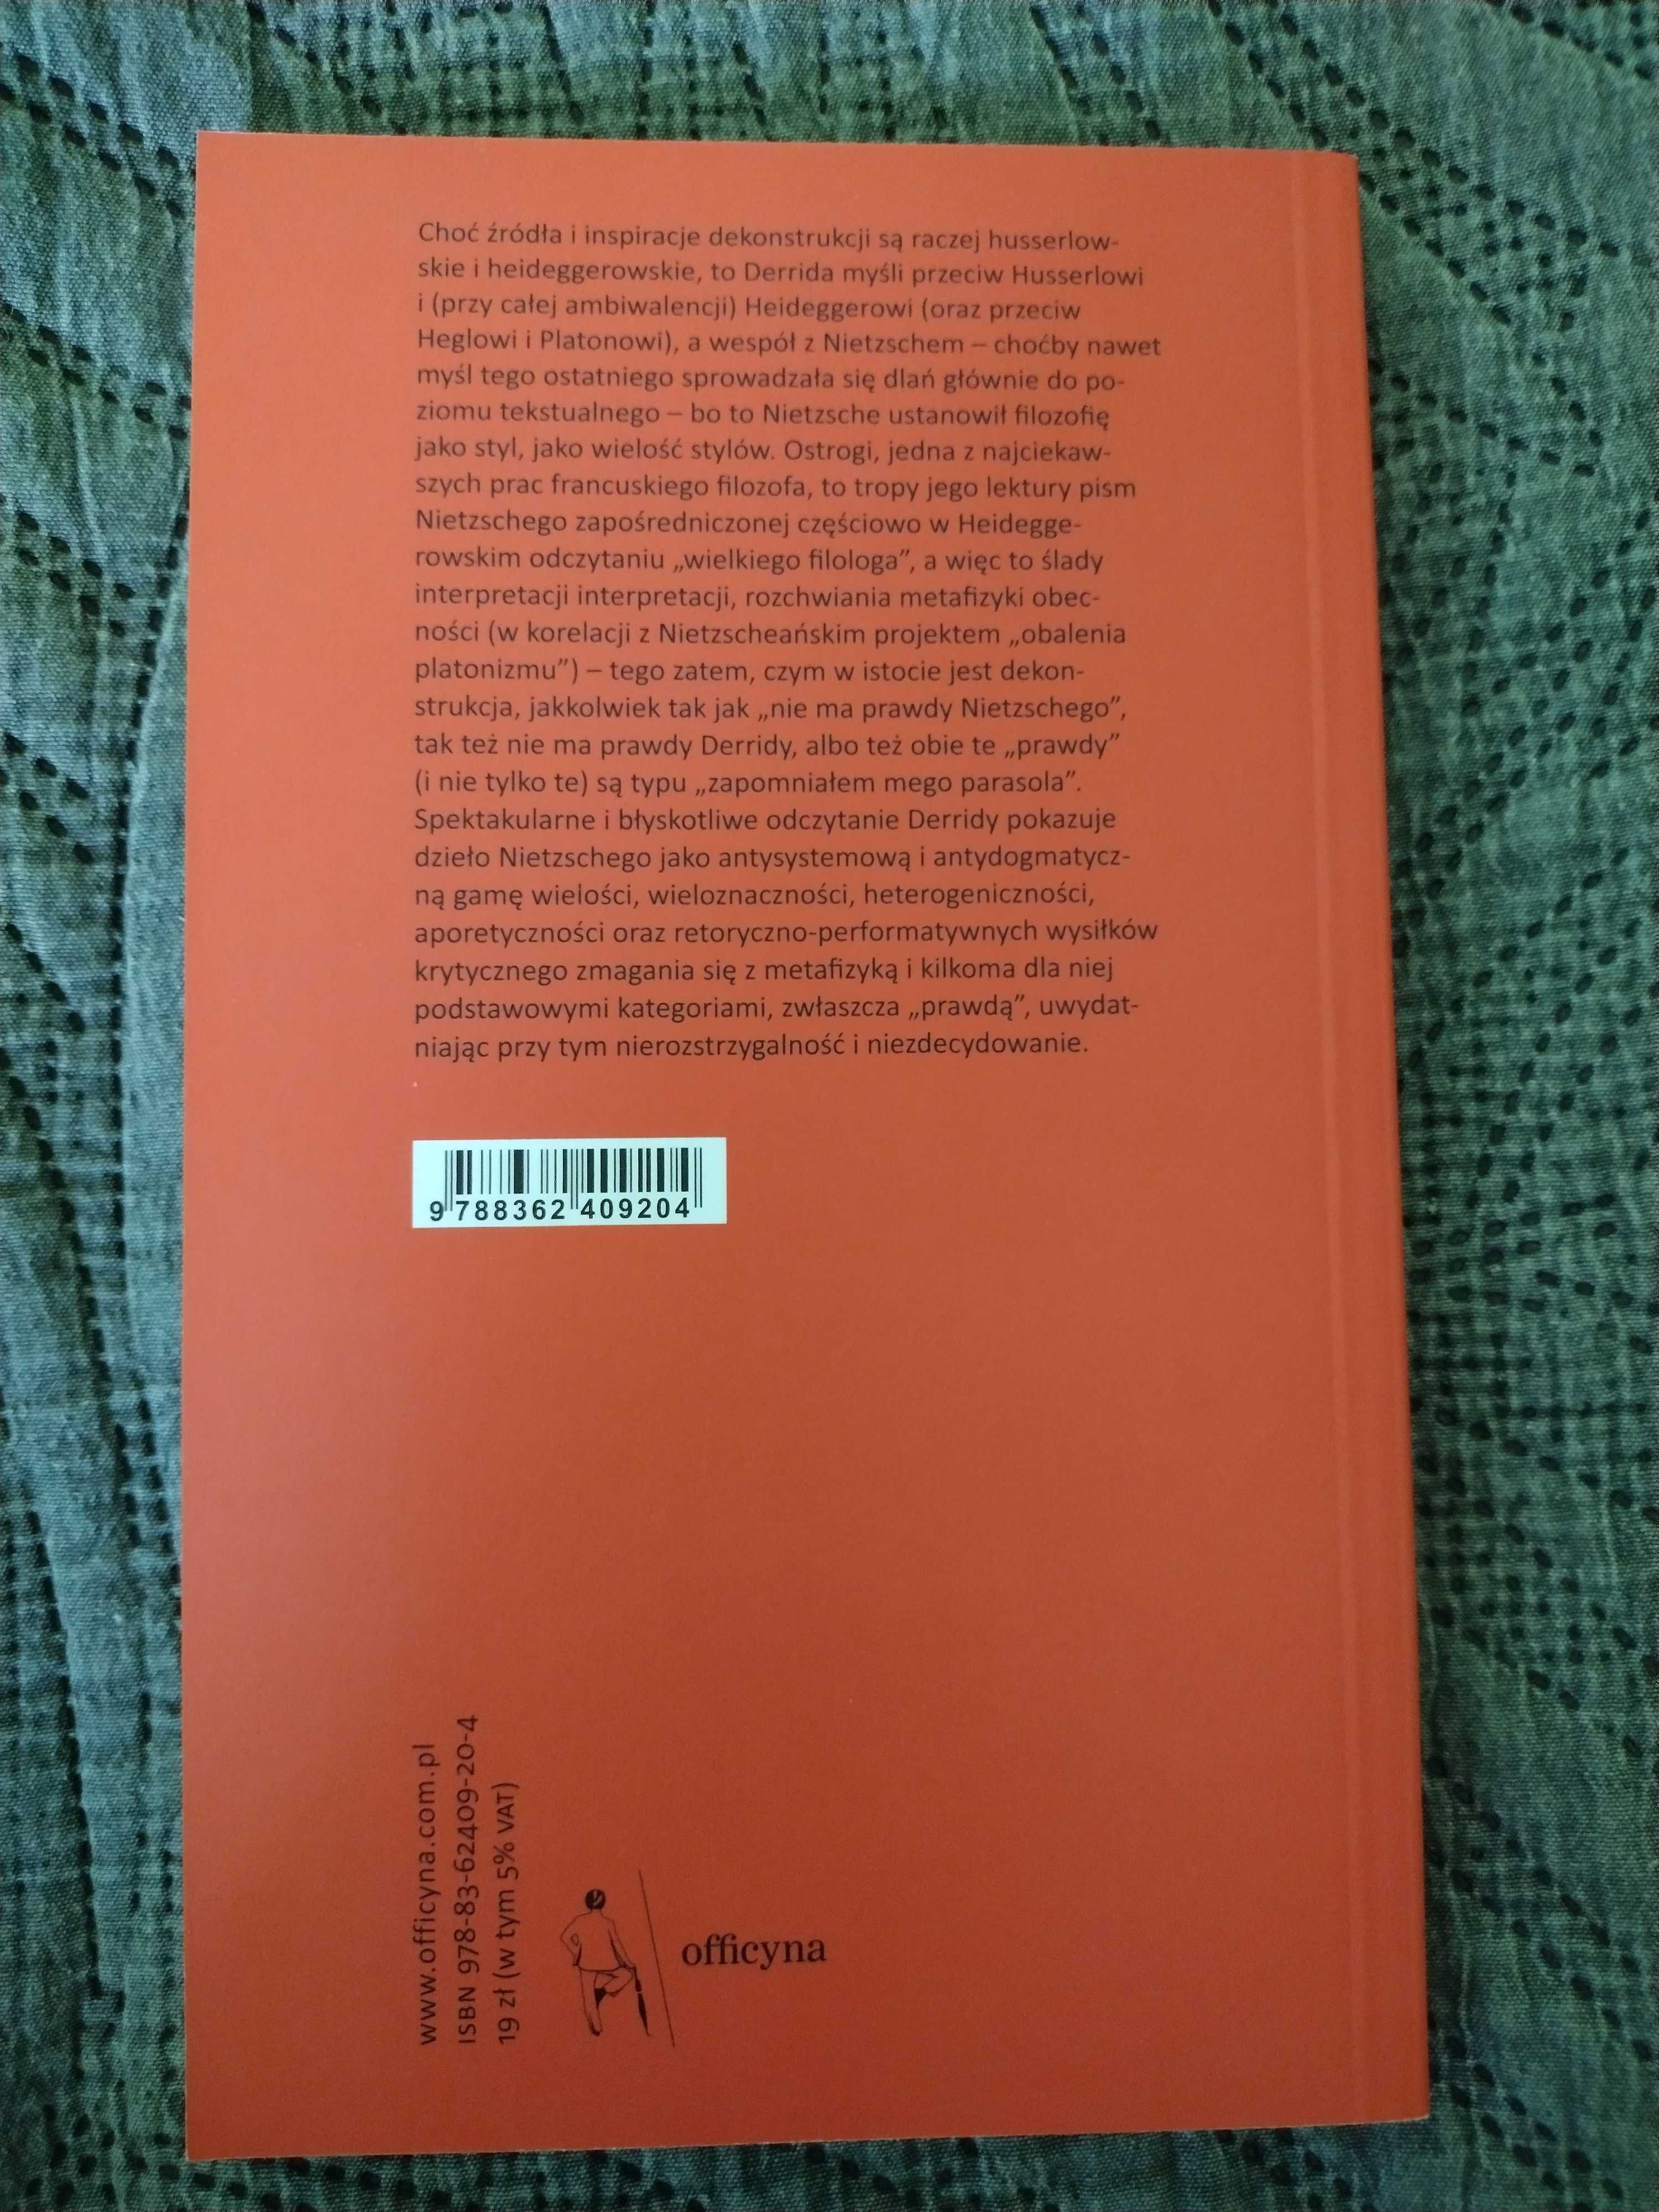 Choć źródła i inspiracje dekonstrukcji są raczej husserlow-
skie i heideggerowskie, to Derrida myśli przeciw Husserlowi
i (przy całej ambiwalencji) Heideggerowi (oraz przeciw
Heglowi i Platonowi), a wespół z Nietzschem – choćby nawet
myśl tego ostatniego sprowadzała się dlań głównie do po-
ziomu tekstualnego – bo to Nietzsche ustanowił filozofię
jako styl, jako wielość stylów. Ostrogi, jedna z najciekaw-
szych prac francuskiego filozofa, to tropy jego lektury pism
Nietzschego zapośredniczonej częściowo w Heidegge-
rowskim odczytaniu „wielkiego filologa”, a więc to ślady
interpretacji interpretacji, rozchwiania metafizyki obec-
ności (w korelacji z Nietzscheańskim projektem „obalenia
platonizmu”) – tego zatem, czym w istocie jest dekon-
strukcja, jakkolwiek tak jak „nie ma prawdy Nietzschego”,
tak też nie ma prawdy Derridy, albo też obie te „prawdy”
(i nie tylko te) są typu „zapomniałem mego parasola”.
Spektakularne i błyskotliwe odczytanie Derridy pokazuje
dzieło Nietzschego jako antysystemową i antydogmatycz-
ną gamę wielości, wieloznaczności, heterogeniczności,
aporetyczności oraz retoryczno-performatywnych wysiłków
krytycznego zmagania się z metafizyką i kilkoma dla niej
podstawowymi kategoriami, zwłaszcza „prawdą”, uwydat-
niając przy tym nierozstrzygalność i niezdecydowanie.
9 788362 409204
www.officyna.com.pl
ISBN 978-83-62409-20-4
19 zł (w tym 5% VAT)
officyna